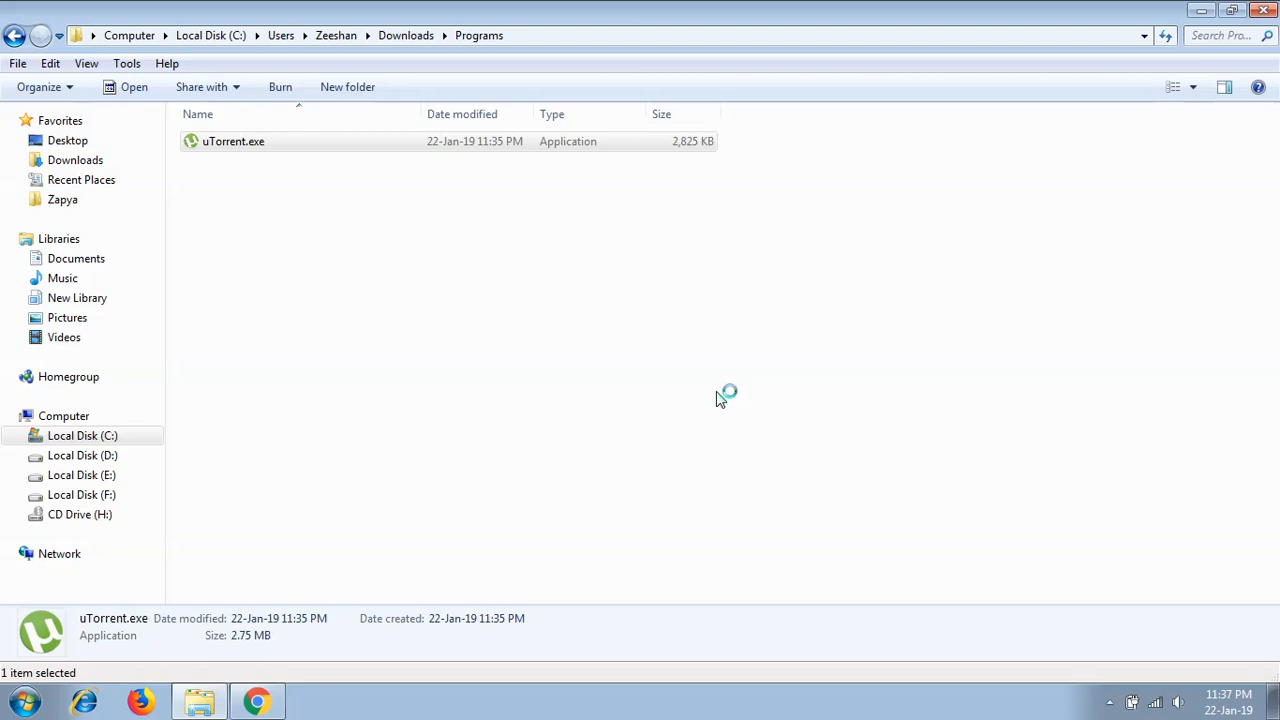 Computer Local Disk (C:) Users Zeeshan Downloads Programs
Search Pro...
File Edit View Tools Help
Organize Open Share with Burn New folder
Name Date modified Type Size
uTorrent.exe 22-Jan-19 11:35 PM Application 2,825 KB
Favorites
Desktop
Downloads
Recent Places
Zapya
Libraries
Documents
Music
New Library
Pictures
Videos
Homegroup
Computer
Local Disk (C:)
Local Disk (D:)
Local Disk (E:)
Local Disk (F:)
CD Drive (H:)
Network
uTorrent.exe Date modified: 22-Jan-19 11:35 PM Date created: 22-Jan-19 11:35 PM
Application Size: 2.75 MB
1 item selected
11:37 PM
22-Jan-19